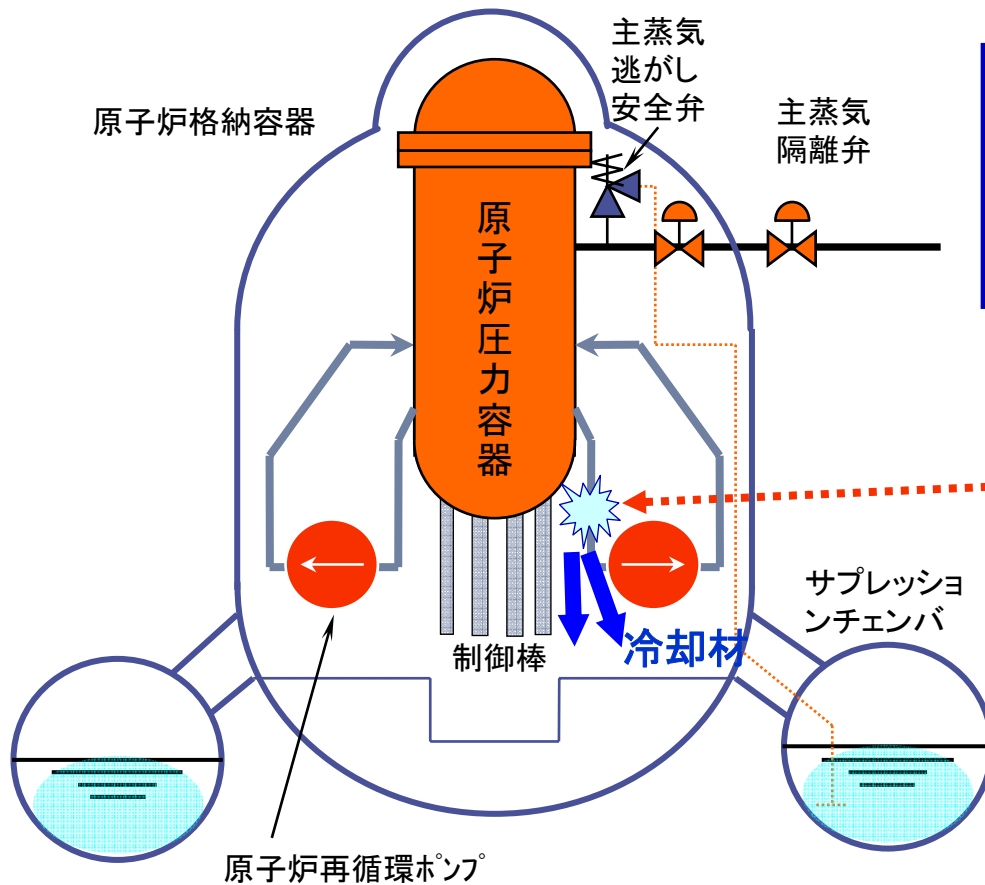 主蒸気
逃がし
安全弁
主蒸気
隔離弁
原子炉格納容器
原子炉圧力容器
サプレッショ
ンチェンバ
冷却材
制御棒
原子炉再循環ﾎﾟﾝﾌﾟ